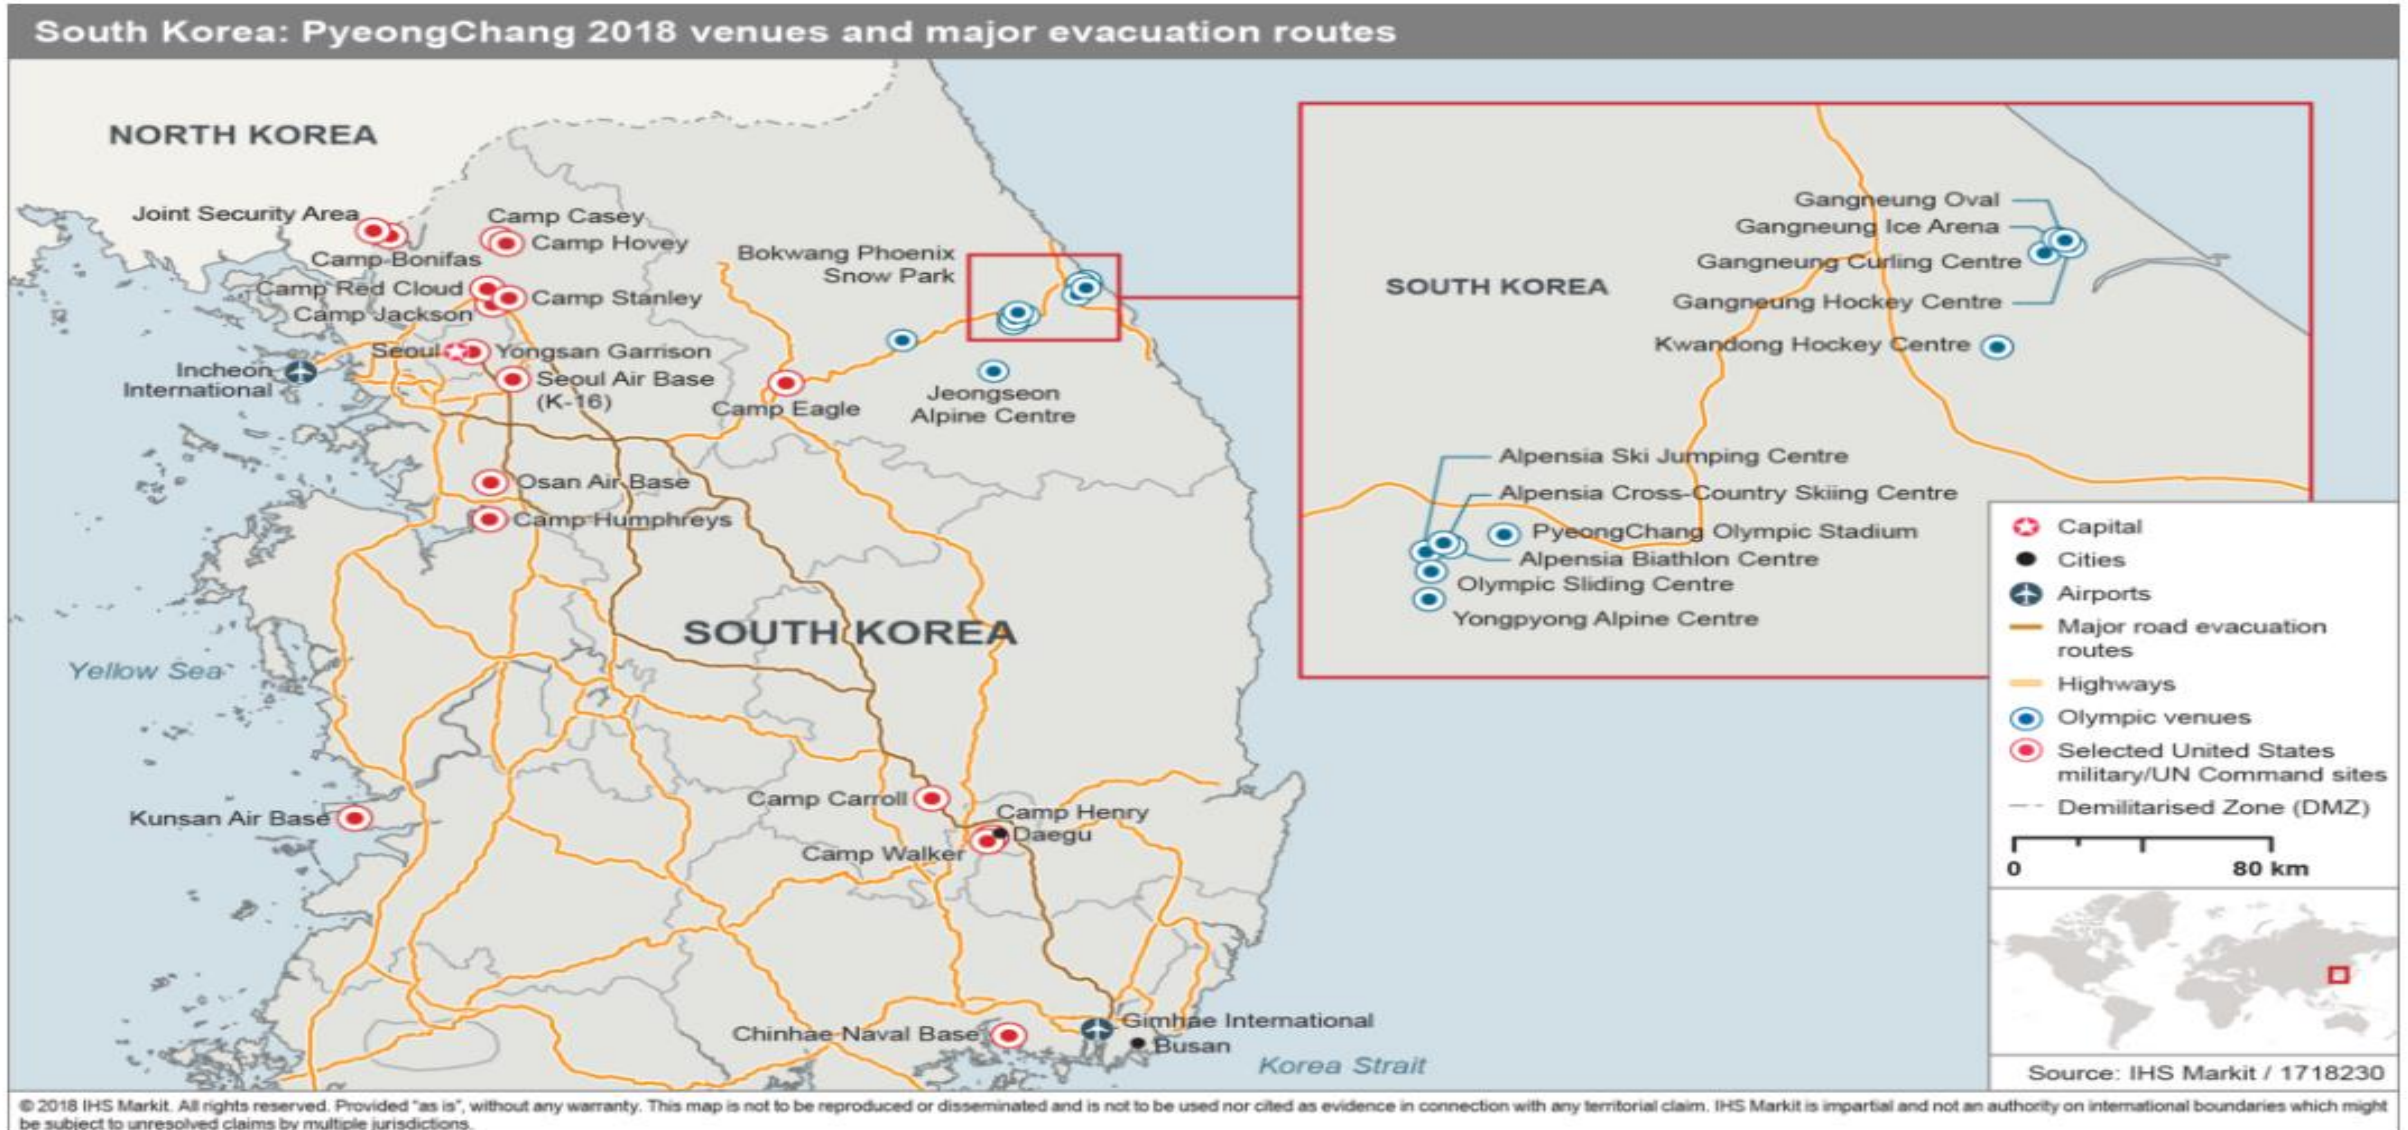 South Korea: PyeongChang 2018 venues and major evacuation routes
NORTH KOREA
Joint Security Area
Camp Casey
Camp Hovey
Camp Bonifas
Camp Red Cloud
Camp Stanley
Camp Jackson
Seoul
Yongsan Garrison
Incheon
International
Seoul Air Base
(K-16)
Bokwang Phoenix
Snow Park
Camp Eagle
Jeongseon
Alpine Centre
Osan Air Base
Camp Humphreys
SOUTH KOREA
Yellow Sea
Kunsan Air Base
Camp Carroll
Camp Henry
Daegu
Camp Walker
Chinhae Naval Base
Gimhae International
Busan
Korea Strait
SOUTH KOREA
Gangneung Oval
Gangneung Ice Arena
Gangneung Curling Centre
Gangneung Hockey Centre
Kwandong Hockey Centre
Alpensia Ski Jumping Centre
Alpensia Cross-Country Skiing Centre
PyeongChang Olympic Stadium
Alpensia Biathlon Centre
Olympic Sliding Centre
Yongpyong Alpine Centre
Capital
Cities
Airports
Major road evacuation
routes
Highways
Olympic venues
Selected United States
military/UN Command sites
Demilitarised Zone (DMZ)
0 80 km
Source: IHS Markit / 1718230
© 2018 IHS Markit. All rights reserved. Provided "as is", without any warranty. This map is not to be reproduced or disseminated and is not to be used nor cited as evidence in connection with any territorial claim. IHS Markit is impartial and not an authority on international boundaries which might
be subject to unresolved claims by multiple jurisdictions.